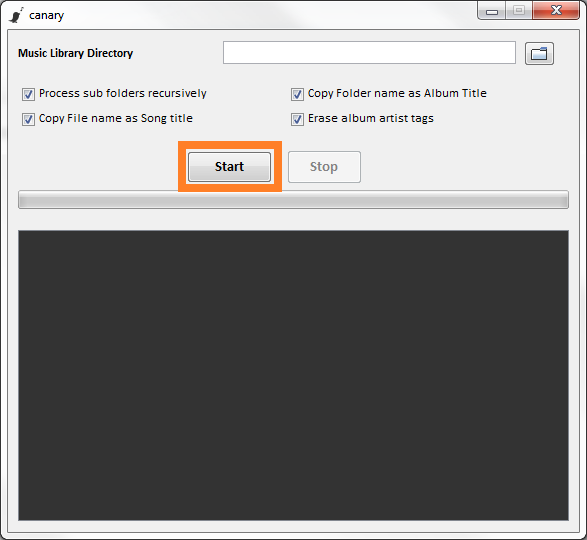 canary
Music Library Directory
Process sub folders recursively
Copy Folder name as Album Title
Copy File name as Song title
Erase album artist tags
Start
Stop